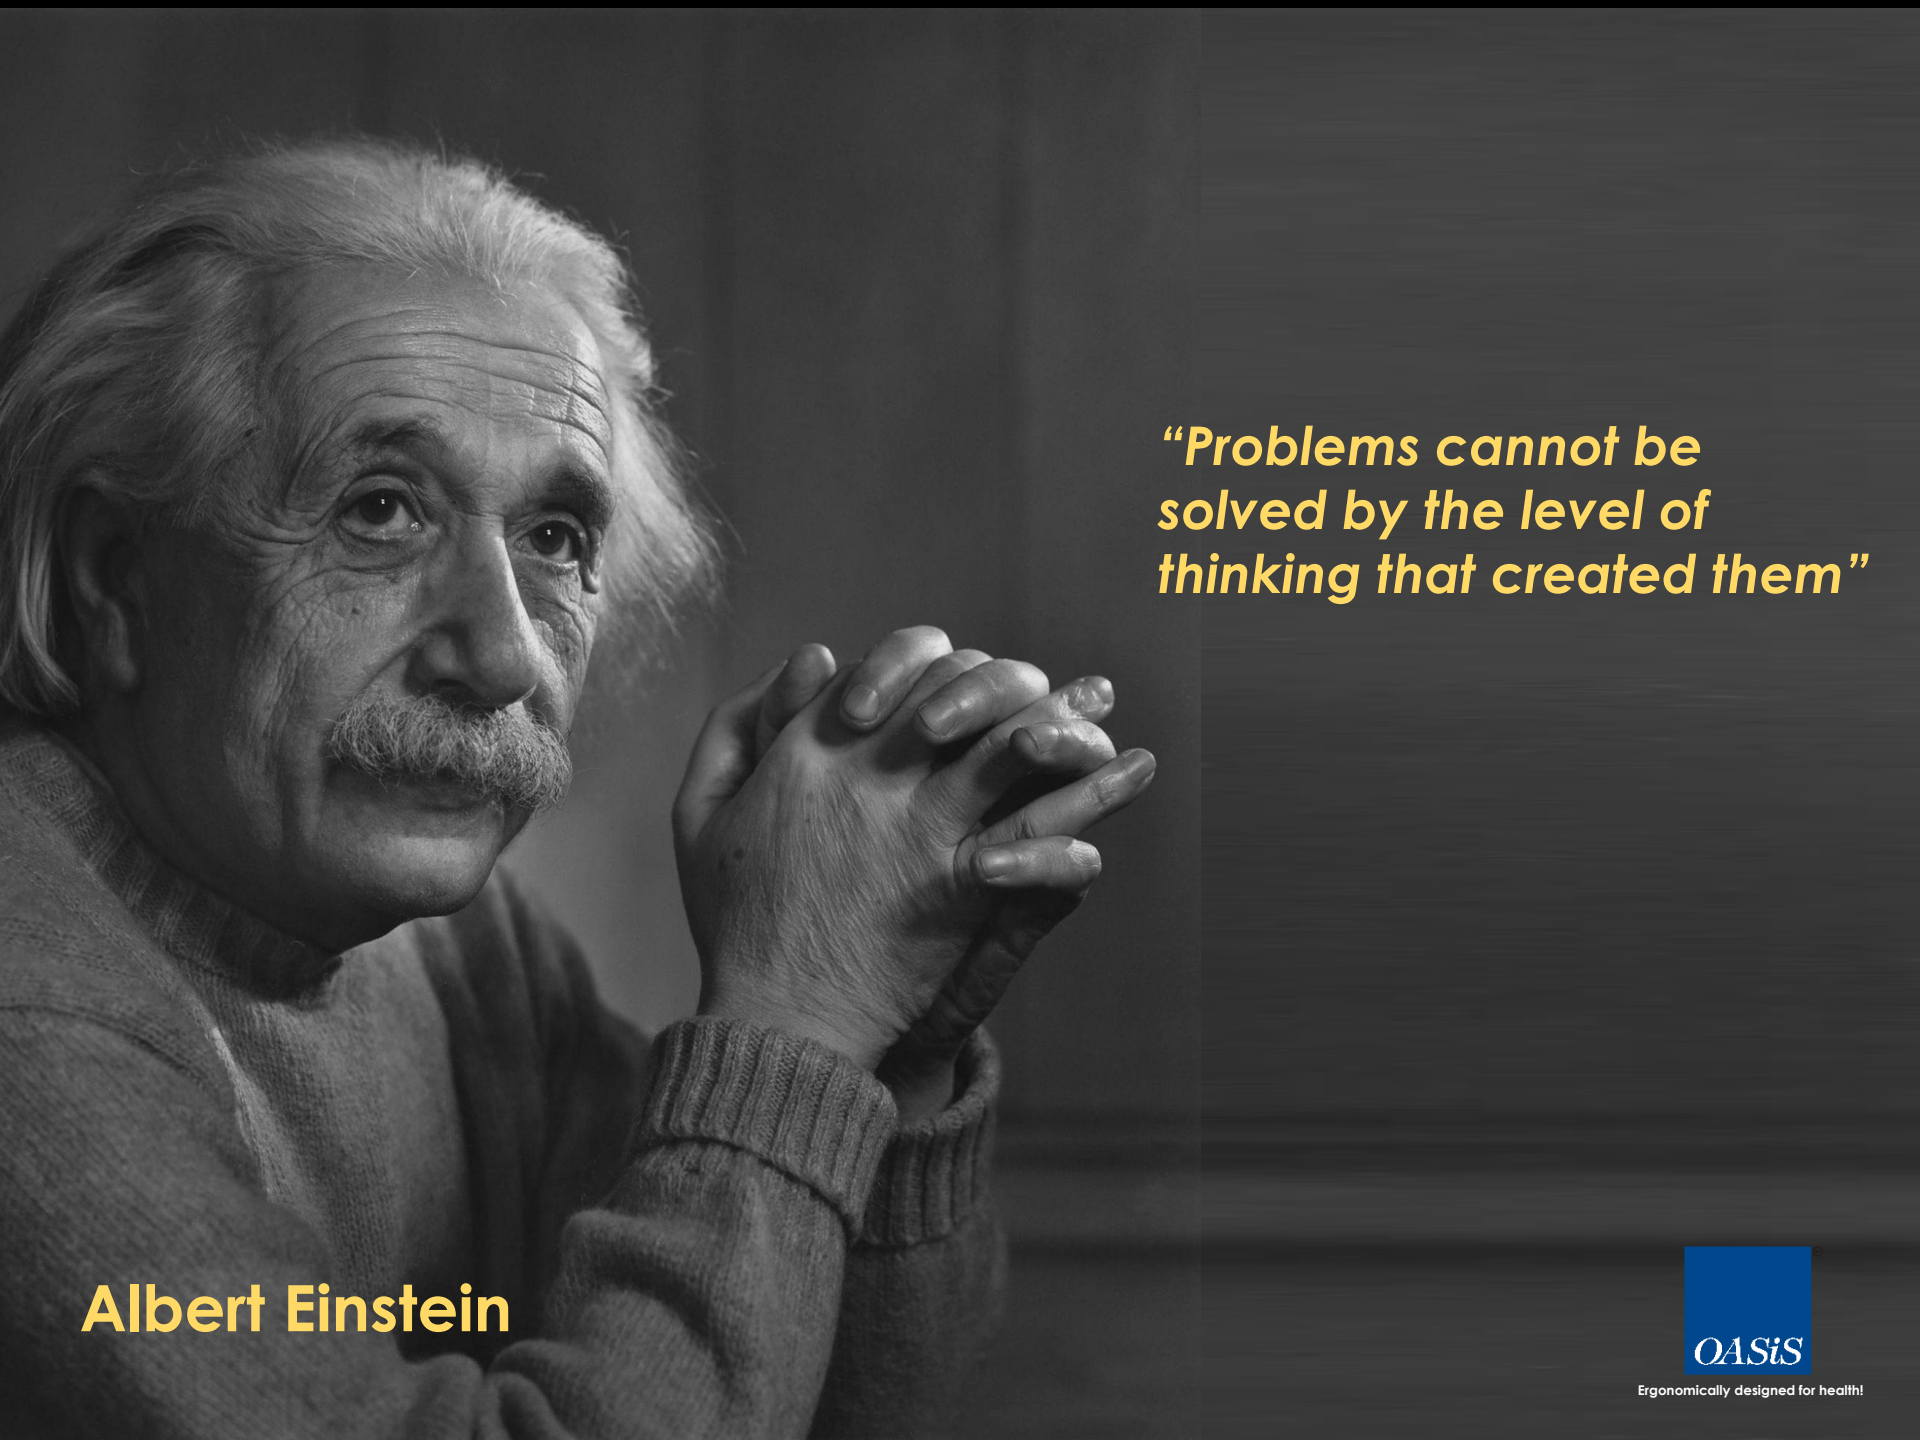 “Problems cannot be
solved by the level of
thinking that created them”
Albert Einstein
OASiS
Ergonomically designed for health!